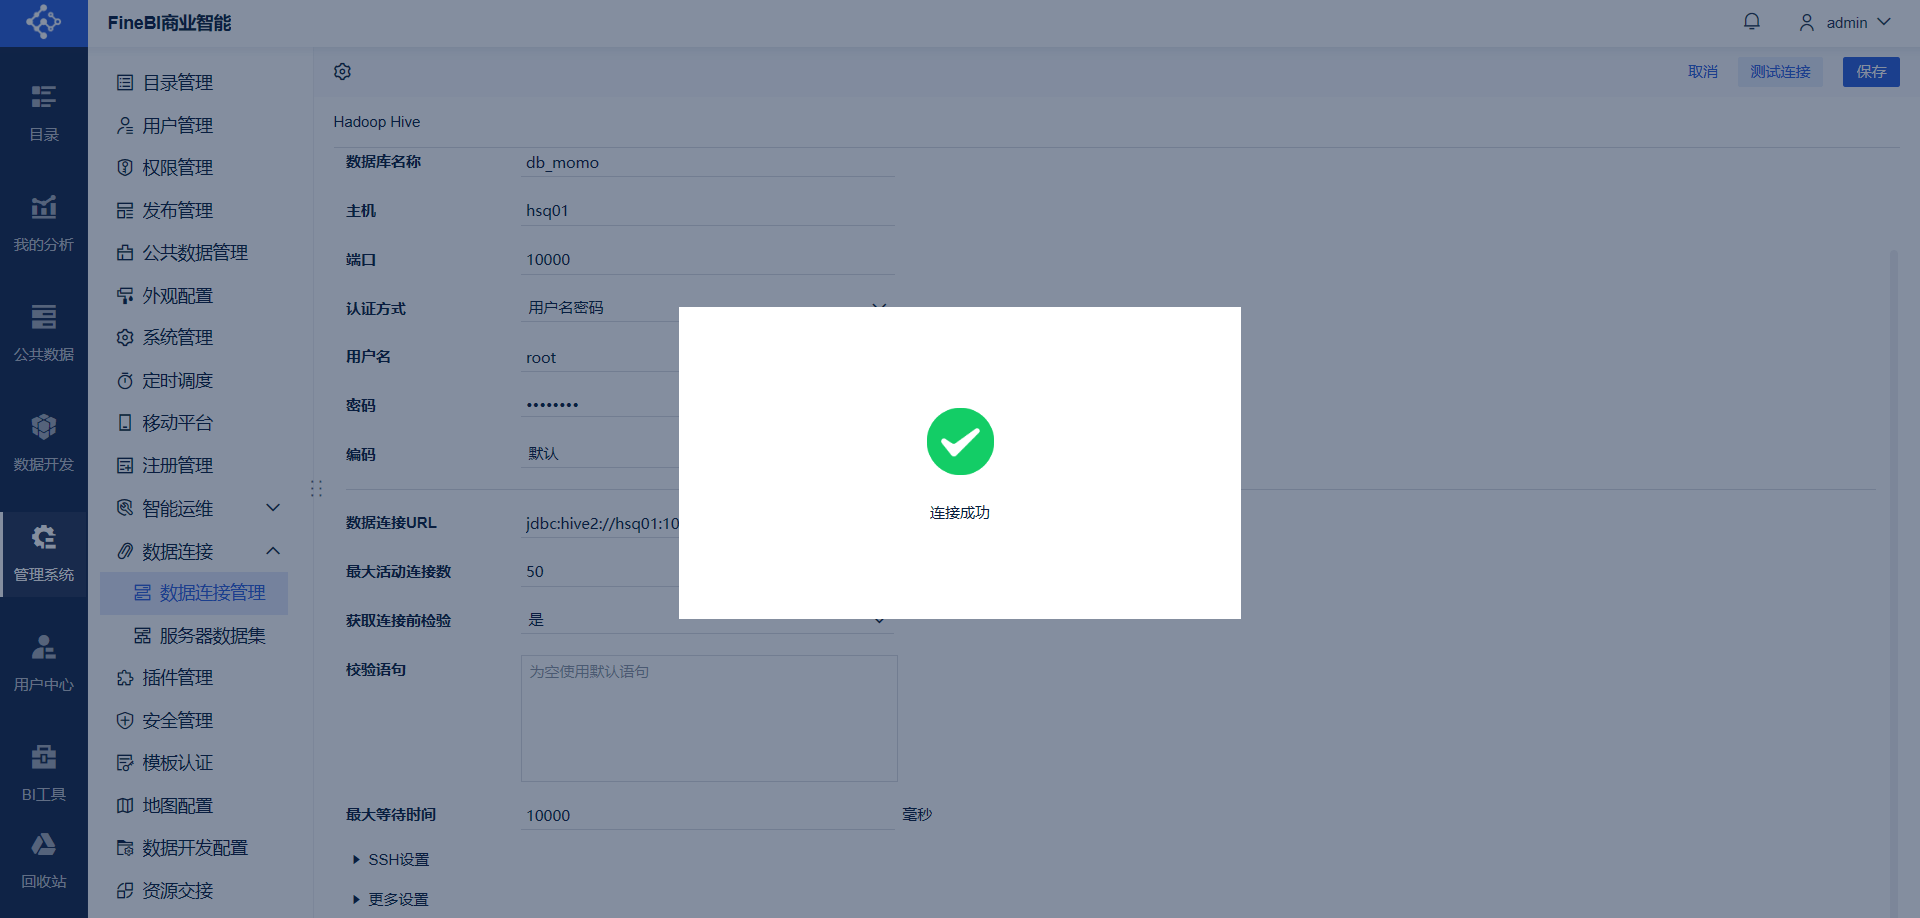 FineBI商业智能
admin
目录
我的分析
公共数据
数据开发
管理系统
用户中心
BI工具
回收站
目录管理
用户管理
权限管理
发布管理
公共数据管理
外观配置
系统管理
定时调度
移动平台
注册管理
智能运维
数据连接
数据连接管理
服务器数据集
插件管理
安全管理
模板认证
地图配置
数据开发配置
资源交接
取消 测试连接 保存
Hadoop Hive
数据库名称 db_momo
主机 hsq01
端口 10000
认证方式 用户名密码
用户名 root
密码 ••••••••
编码 默认
数据连接URL jdbc:hive2://hsq01:10
最大活动连接数 50
获取连接前检验 是
校验语句 为空使用默认语句
最大等待时间 10000 毫秒
SSH设置
更多设置
连接成功